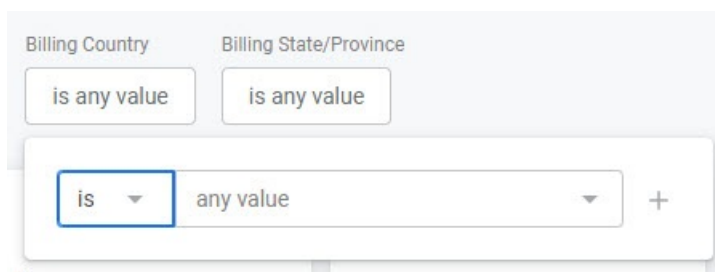 Billing Country Billing State/Province
is any value is any value
is any value